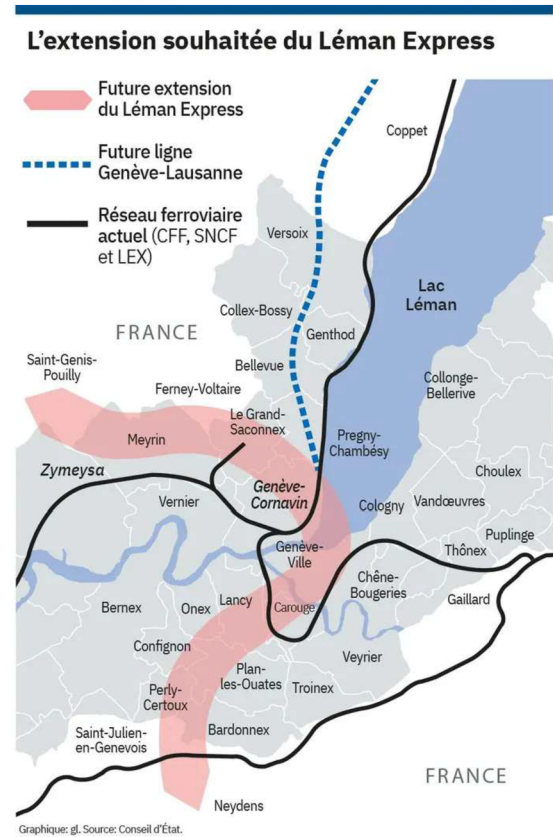 L'extension souhaitée du Léman Express
Future extension
du Léman Express
Future ligne
Genève-Lausanne
Réseau ferroviaire
actuel (CFF, SNCF
et LEX)
Coppet
Versoix
Lac
Léman
Collex-Bossy
Genthod
FRANCE
Saint-Genis-
Pouilly
Bellevue
Ferney-Voltaire
Collonge-
Bellerive
Le Grand-
Saconnex
Meyrin
Pregny-
Chambésy
Zymeysa
Choulex
Genève-
Cornavin
Vernier
Cologny
Vandœuvres
Puplinge
Genève-
Ville
Thônex
Chêne-
Bougeries
Gaillard
Bernex
Onex
Lancy
Carouge
Confignon
Veyrier
Plan-
les-Ouates
Troinex
Perly-
Certoux
Bardonnex
Saint-Julien-
en-Genevois
FRANCE
Neydens
Graphique: gl. Source: Conseil d'État.